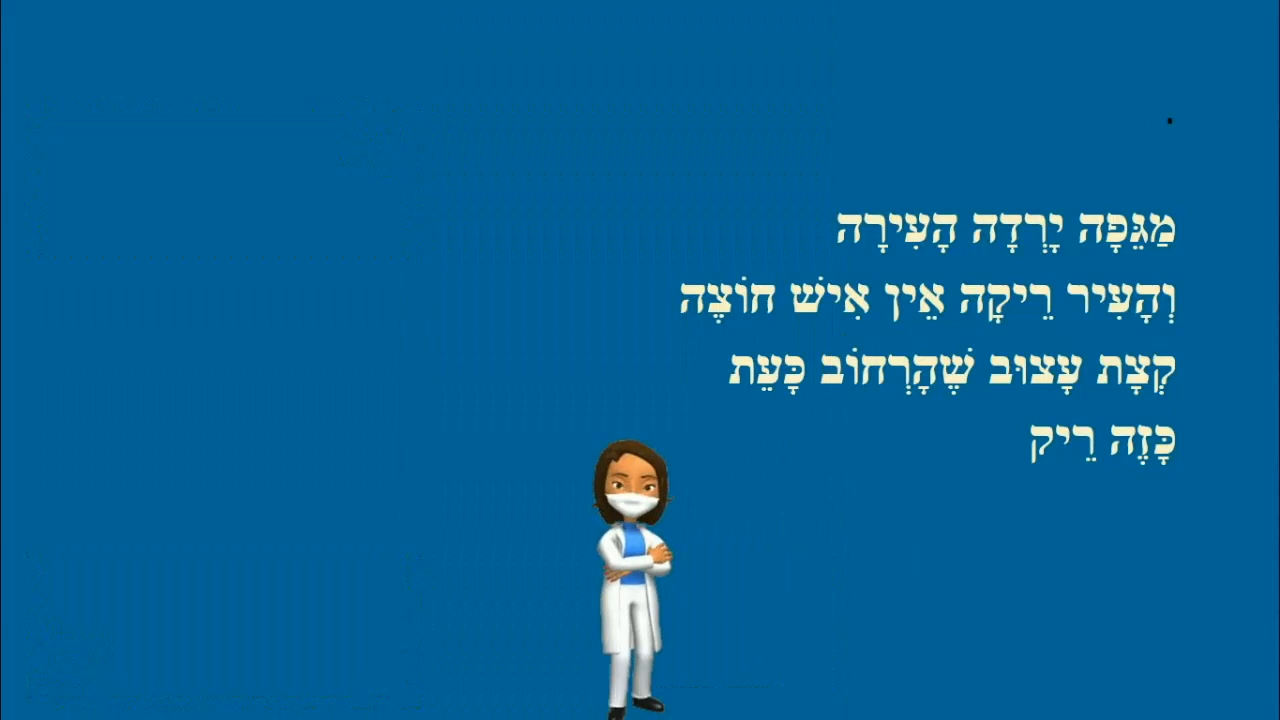 מַגֵּפָּה יָרְדָה הָעִירָה
וְהָעִיר רֵיקָה אֵין אִישׁ חוֹצֶה
קְצָת עָצוּב שֶׁהָרְחוֹב כָּעֵת
כָּזֶה רֵיק